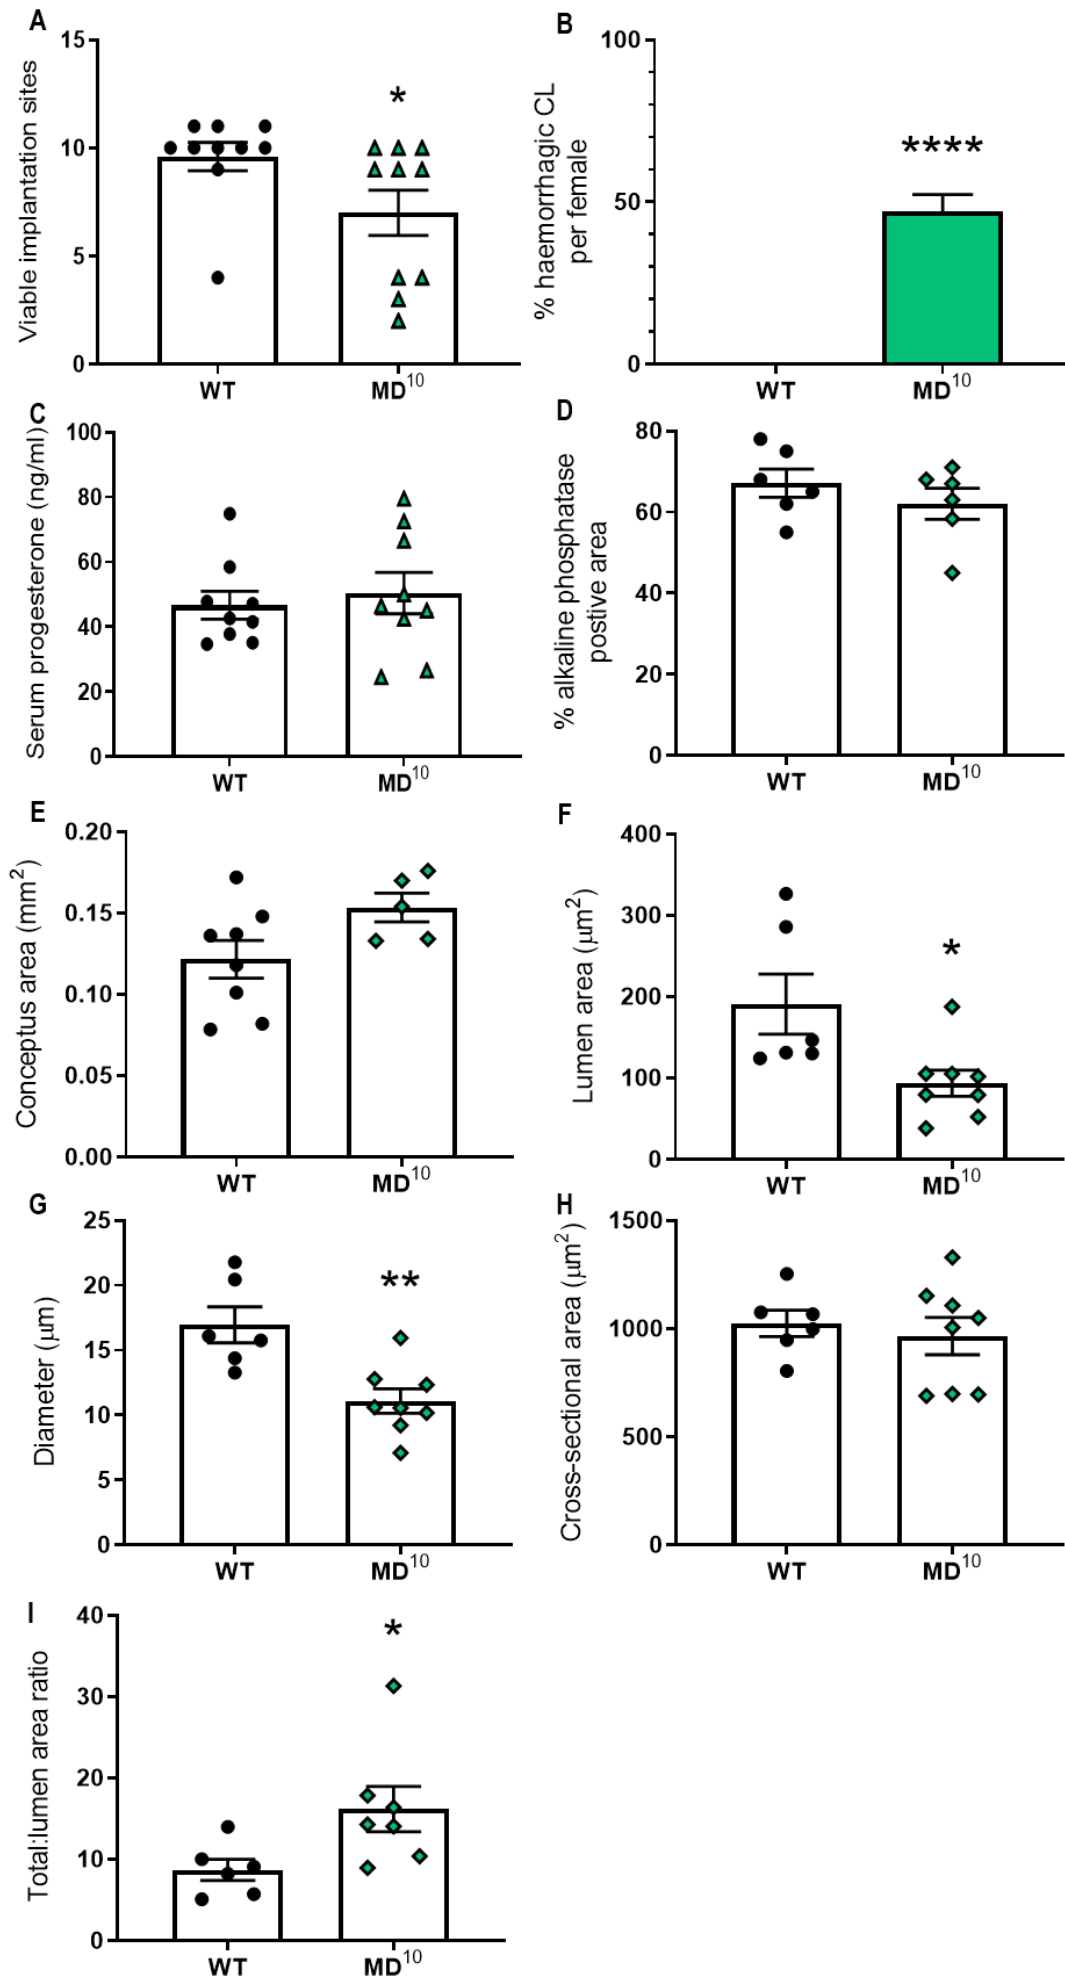 A
Viable implantation sites
15
10
5
0
*
WT
MD10
B
% haemorrhagic CL
per female
100
50
0
****
WT
MD10
C
Serum progesterone (ng/ml)
100
80
60
40
20
0
WT
MD10
D
% alkaline phosphatase
postive area
80
60
40
20
0
WT
MD10
E
Conceptus area (mm2)
0.20
0.15
0.10
0.05
0.00
WT
MD10
F
Lumen area (μm2)
400
300
200
100
0
*
WT
MD10
G
Diameter (μm)
25
20
15
10
5
0
**
WT
MD10
H
Cross-sectional area (μm2)
1500
1000
500
0
WT
MD10
I
Total:lumen area ratio
40
30
20
10
0
*
WT
MD10